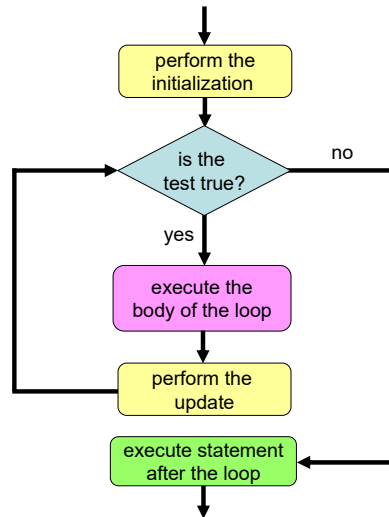 perform the
initialization
is the
test true?
no
yes
execute the
body of the loop
perform the
update
execute statement
after the loop